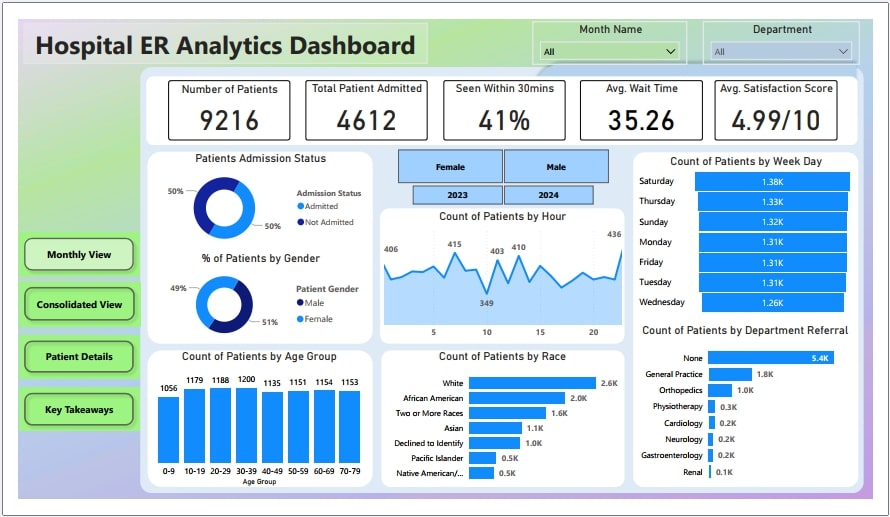 Hospital ER Analytics Dashboard
Month Name
All
Department
All
Number of Patients
9216
Total Patient Admitted
4612
Seen Within 30mins
41%
Avg. Wait Time
35.26
Avg. Satisfaction Score
4.99/10
Monthly View
Consolidated View
Patient Details
Key Takeaways
Patients Admission Status
50%
50%
Admission Status
Admitted
Not Admitted
% of Patients by Gender
49%
51%
Patient Gender
Male
Female
Female
Male
2023
2024
Count of Patients by Hour
406
415
349
403
410
436
5
10
15
20
Count of Patients by Week Day
Saturday 1.38K
Thursday 1.33K
Sunday 1.32K
Monday 1.31K
Friday 1.31K
Tuesday 1.31K
Wednesday 1.26K
Count of Patients by Age Group
1056 1179 1188 1200 1135 1151 1154 1153
0-9 10-19 20-29 30-39 40-49 50-59 60-69 70-79
Age Group
Count of Patients by Race
White 2.6K
African American 2.0K
Two or More Races 1.6K
Asian 1.1K
Declined to Identify 1.0K
Pacific Islander 0.5K
Native American/... 0.5K
Count of Patients by Department Referral
None 5.4K
General Practice 1.8K
Orthopedics 1.0K
Physiotherapy 0.3K
Cardiology 0.2K
Neurology 0.2K
Gastroenterology 0.2K
Renal 0.1K